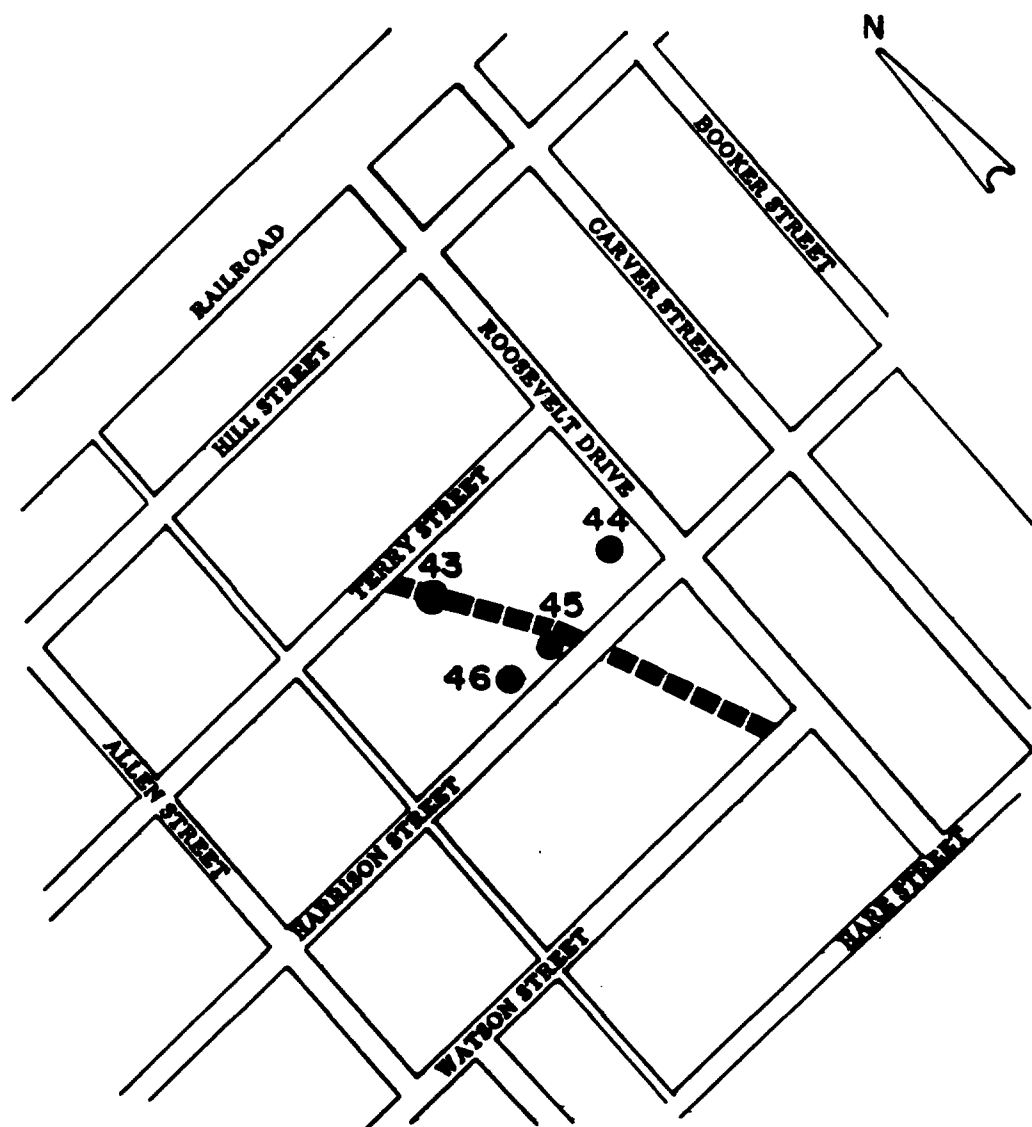 N
BOOKER STREET
CARVER STREET
RAILROAD
ROOSEVELT DRIVE
HILL STREET
TERRY STREET
44
43
45
46
ALLEN STREET
HARRISON STREET
HARE STREET
WATSON STREET